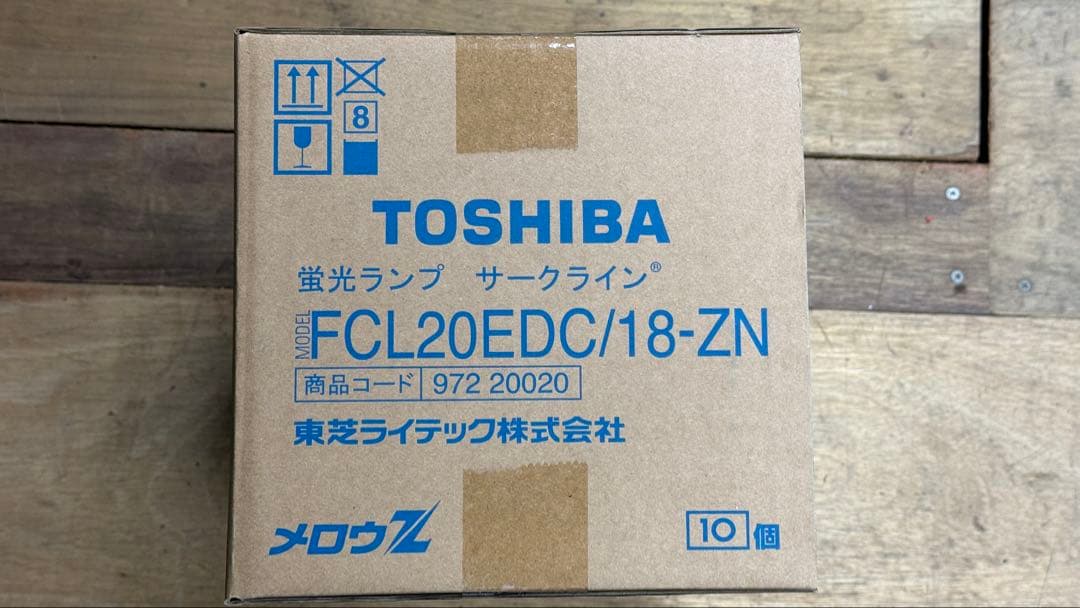 8
TOSHIBA
蛍光ランプ サークライン®
MODEL FCL20EDC/18-ZN
商品コード 972 20020
東芝ライテック株式会社
メロウZ
10個